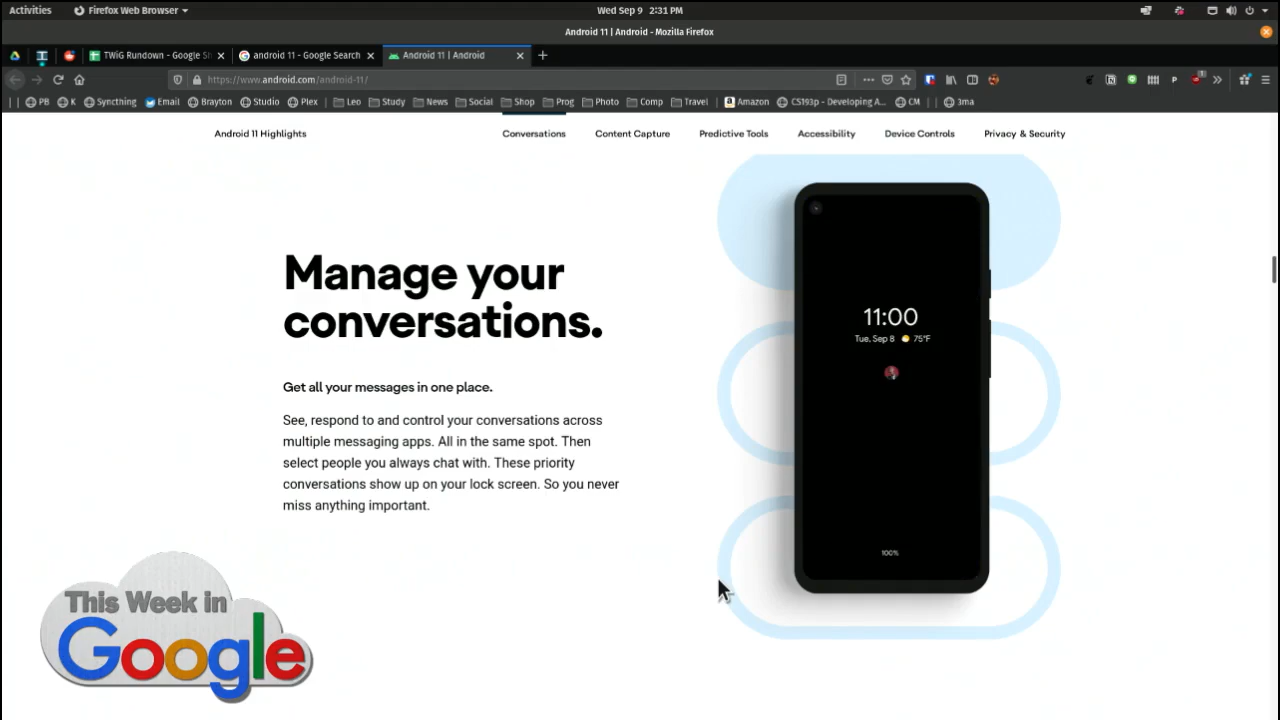 Activities Firefox Web Browser Wed Sep 9 2:31 PM
Android 11 | Android - Mozilla Firefox
TWiG Rundown - Google Sh android 11 - Google Search Android 11 | Android
https://www.android.com/android-11/
PB K Syncthing Email Brayton Studio Plex Leo Study News Social Shop Prog Photo Comp Travel Amazon CS193p - Developing A... CM 3ma
Android 11 Highlights Conversations Content Capture Predictive Tools Accessibility Device Controls Privacy & Security
Manage your
conversations.
Get all your messages in one place.
See, respond to and control your conversations across
multiple messaging apps. All in the same spot. Then
select people you always chat with. These priority
conversations show up on your lock screen. So you never
miss anything important.
11:00
Tue, Sep 8 75°F
100%
This Week in
Google